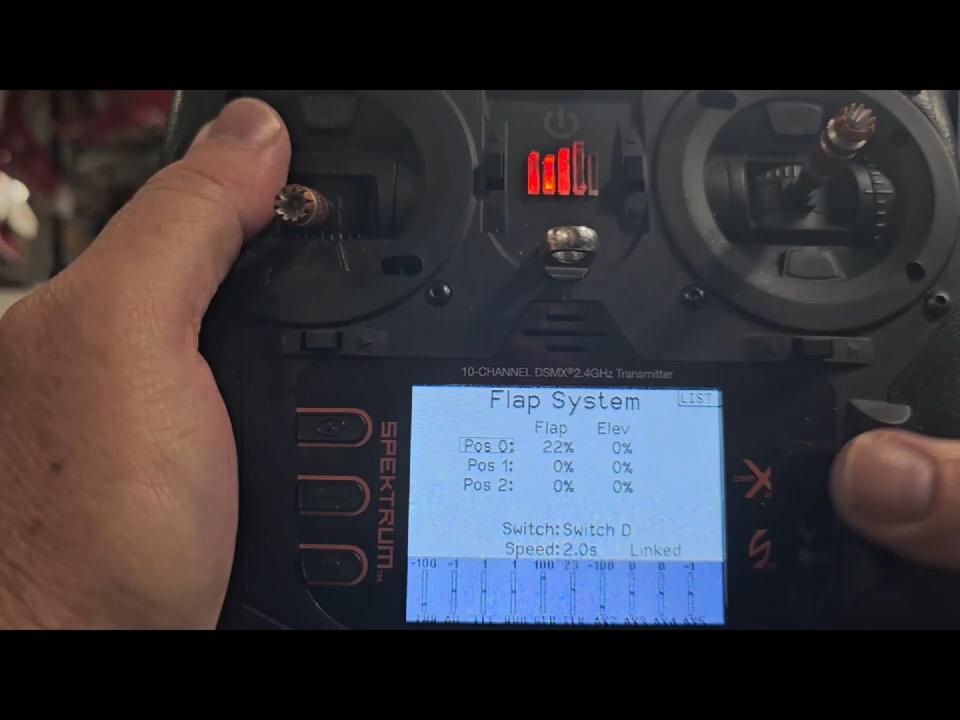 10-CHANNEL DSMX® 2.4GHz Transmitter
SPEKTRUM™
Flap System
LIST
Flap Elev
Pos 0: 22% 0%
Pos 1: 0% 0%
Pos 2: 0% 0%
Switch: Switch D
Speed: 2.0s Linked
-100 -1 1 1 100 23 -100 0 0 -1